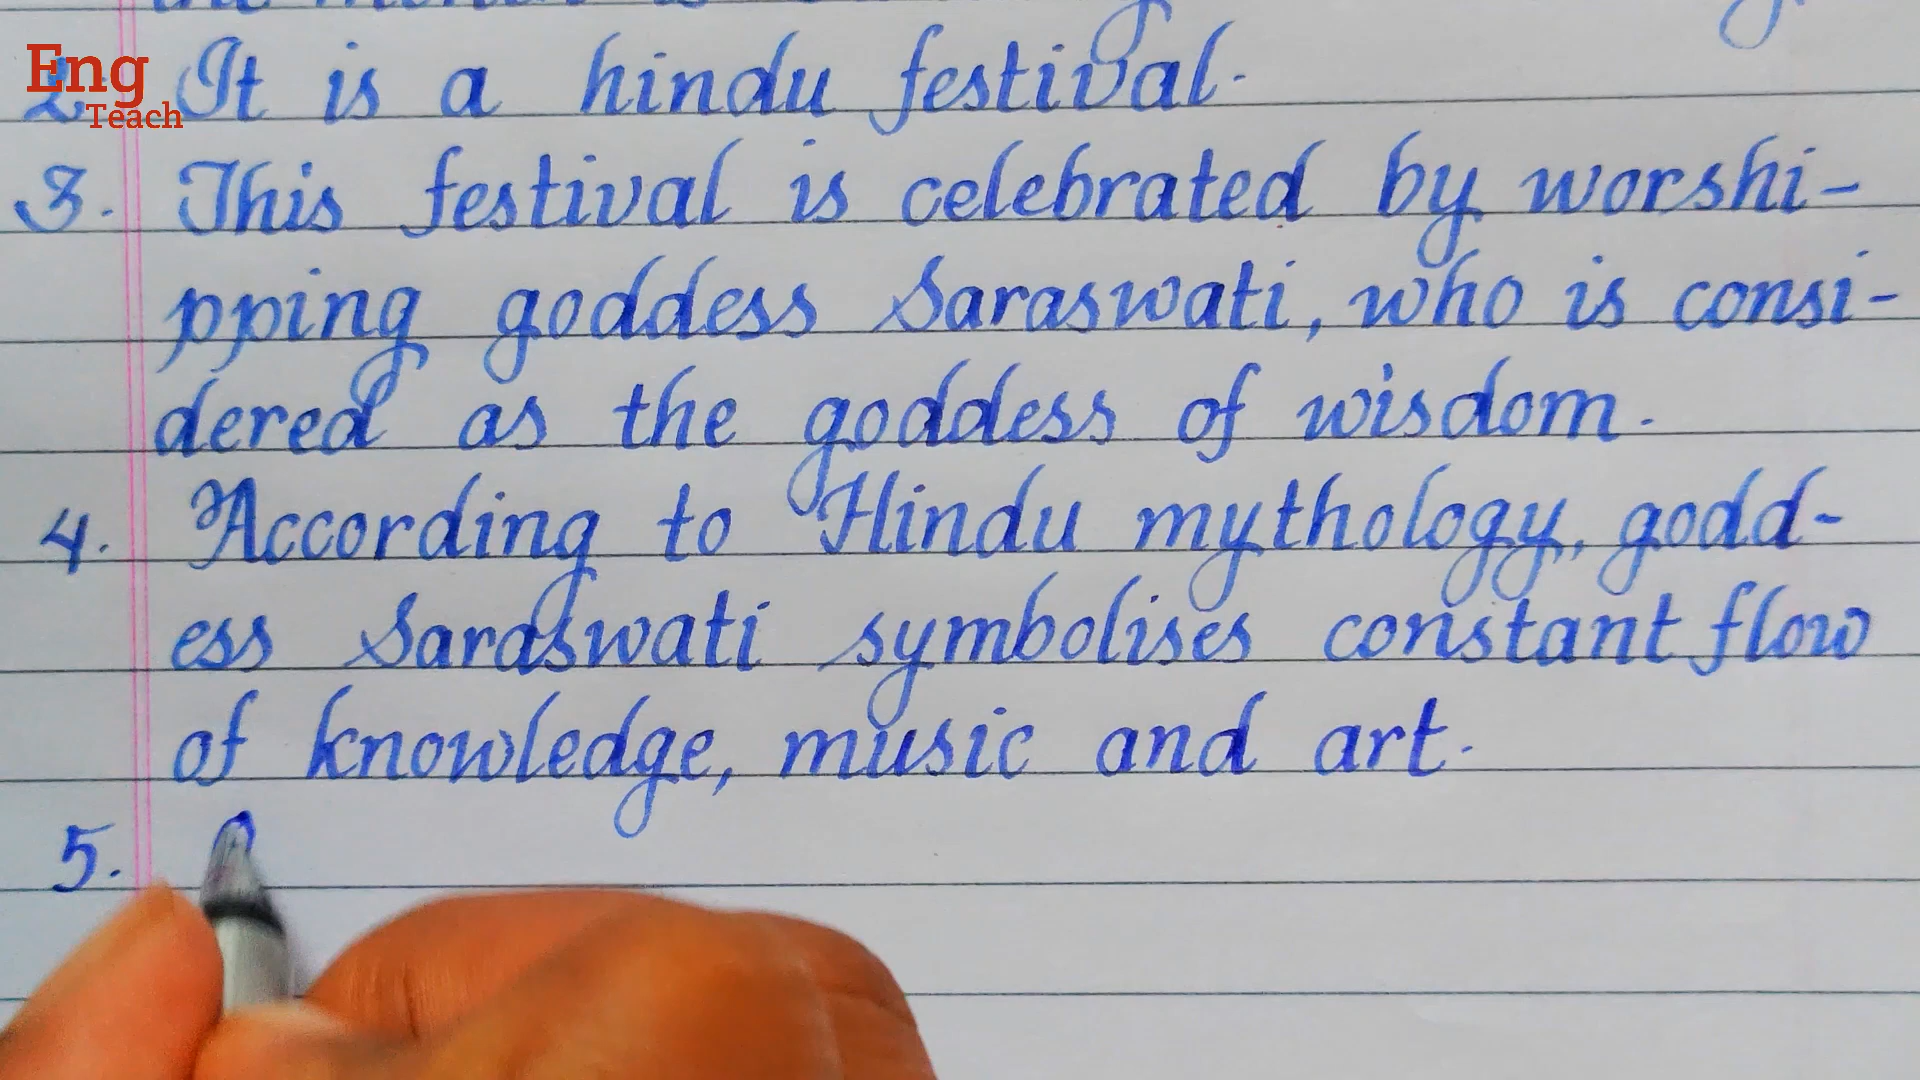 Eng
Teach
2. It is a hindu festival.
3. This festival is celebrated by worshi-
pping goddess Saraswati, who is consi-
dered as the goddess of wisdom.
4. According to Hindu mythology, godd-
ess Saraswati symbolises constant flow
of knowledge, music and art.
5.